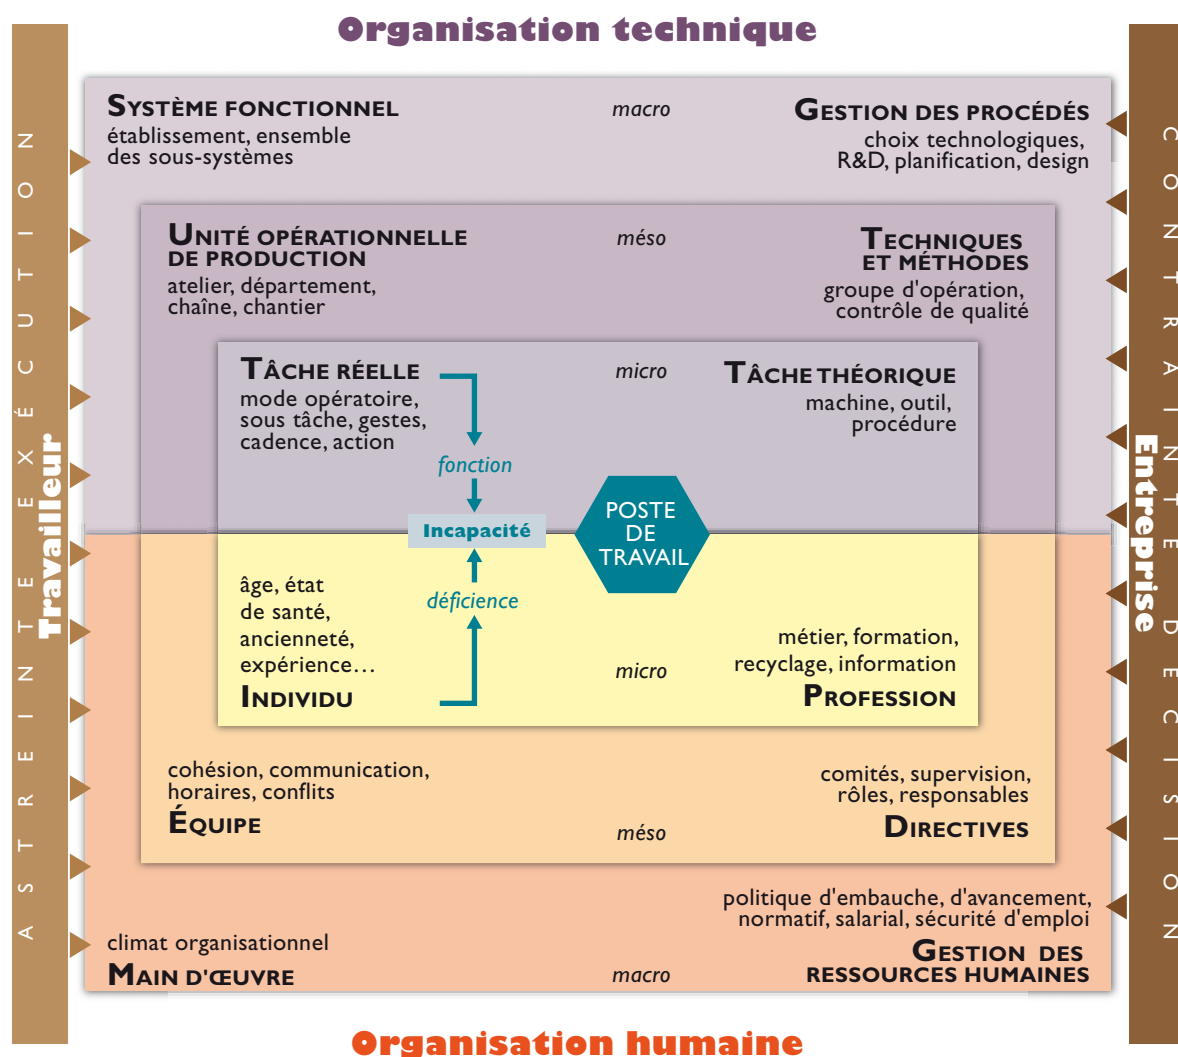 Organisation technique
SYSTÈME FONCTIONNEL
établissement, ensemble
des sous-systèmes
macro
GESTION DES PROCÉDÉS
choix technologiques,
R&D, planification, design
UNITÉ OPÉRATIONNELLE
DE PRODUCTION
atelier, département,
chaîne, chantier
méso
TECHNIQUES
ET MÉTHODES
groupe d'opération,
contrôle de qualité
TÂCHE RÉELLE
mode opératoire,
sous tâche, gestes,
cadence, action
micro
TÂCHE THÉORIQUE
machine, outil,
procédure
fonction
Incapacité
déficience
POSTE
DE
TRAVAIL
âge, état
de santé,
ancienneté,
expérience…
INDIVIDU
micro
métier, formation,
recyclage, information
PROFESSION
cohésion, communication,
horaires, conflits
ÉQUIPE
méso
comités, supervision,
rôles, responsables
DIRECTIVES
climat organisationnel
MAIN D'ŒUVRE
macro
politique d'embauche, d'avancement,
normatif, salarial, sécurité d'emploi
GESTION DES
RESSOURCES HUMAINES
Organisation humaine
ASTREINTE EXÉCUTION
Travailleur
Entreprise
CONTRAINTE DÉCISION